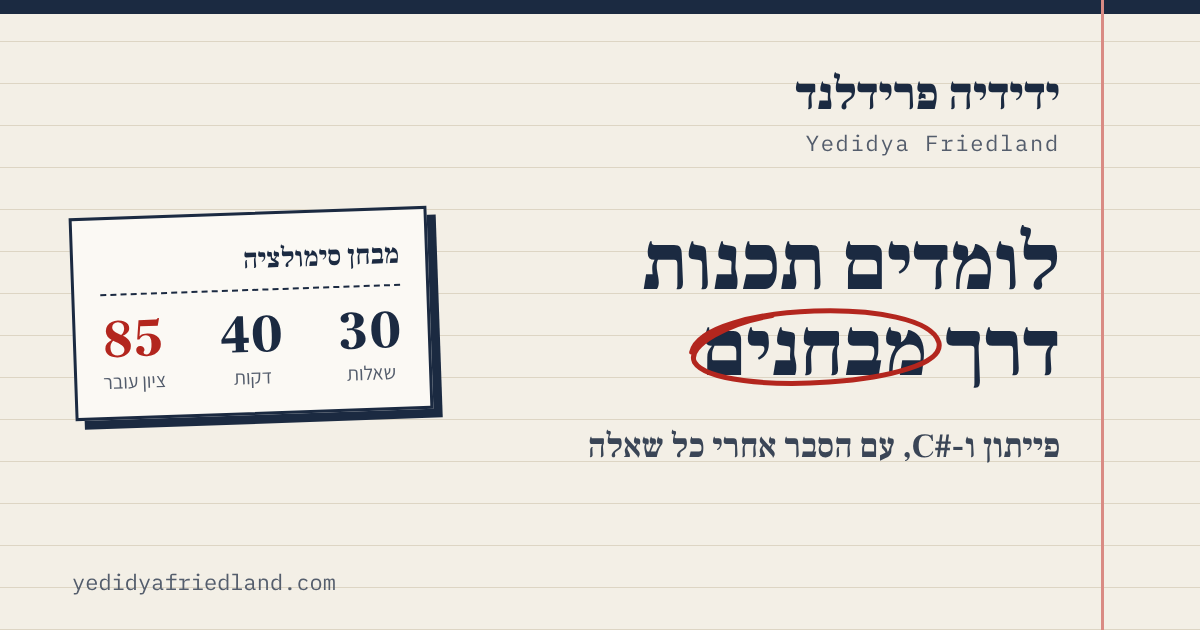 ידידיה פרידלנד
Yedidya Friedland
לומדים תכנות
דרך מבחנים
פייתון ו-C#, עם הסבר אחרי כל שאלה
מבחן סימולציה
30 40 85
שאלות דקות ציון עובר
yedidyafriedland.com